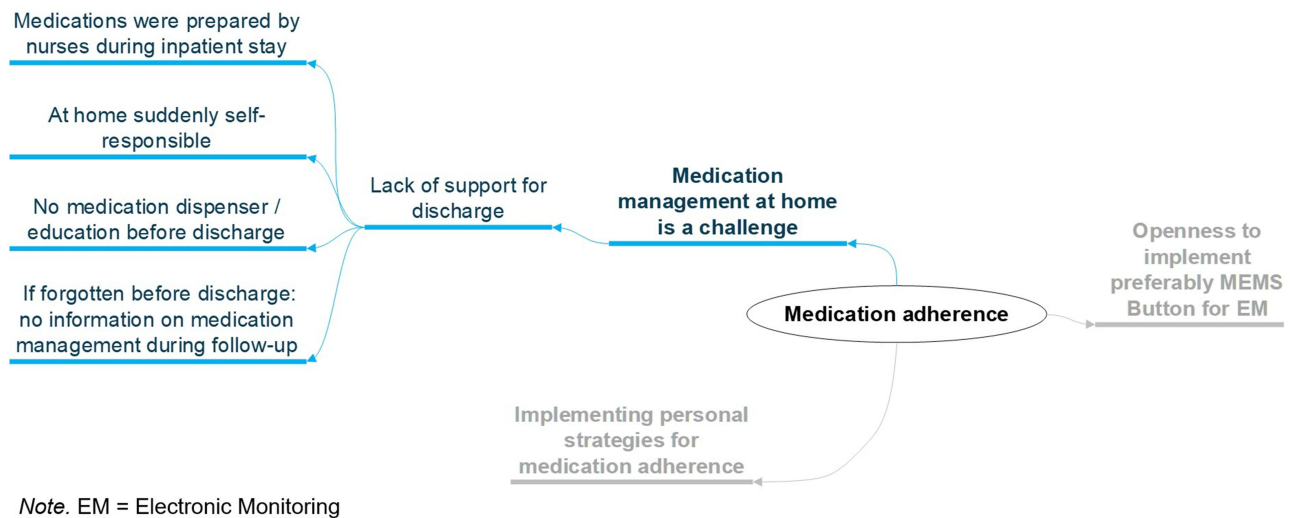 Medications were prepared by
nurses during inpatient stay
At home suddenly self-
responsible
No medication dispenser /
education before discharge
If forgotten before discharge:
no information on medication
management during follow-up
Lack of support for
discharge
Medication
management at home
is a challenge
Medication adherence
Openness to
implement
preferably MEMS
Button for EM
Implementing personal
strategies for
medication adherence
Note. EM = Electronic Monitoring